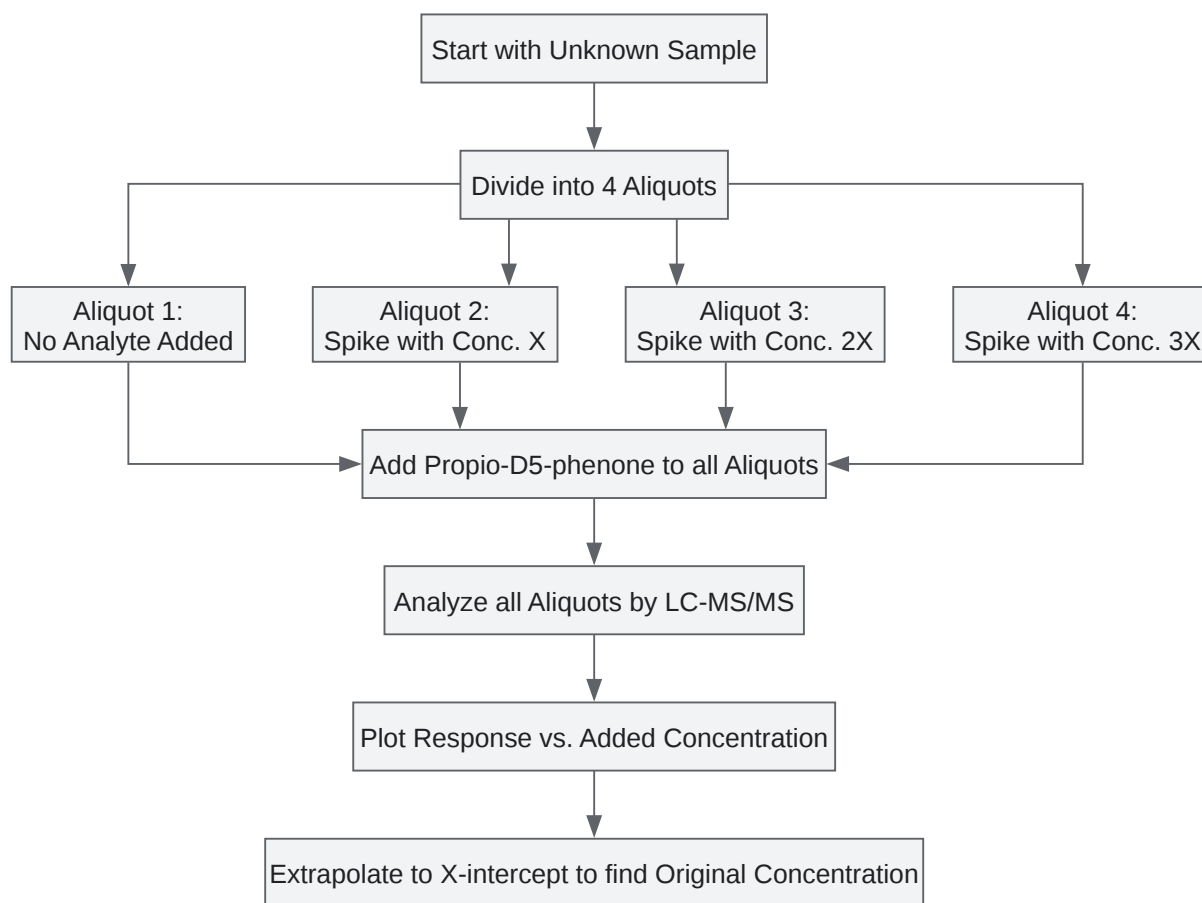 Start with Unknown Sample
Divide into 4 Aliquots
Aliquot 1:
No Analyte Added
Aliquot 2:
Spike with Conc. X
Aliquot 3:
Spike with Conc. 2X
Aliquot 4:
Spike with Conc. 3X
Add Propio-D5-phenone to all Aliquots
Analyze all Aliquots by LC-MS/MS
Plot Response vs. Added Concentration
Extrapolate to X-intercept to find Original Concentration